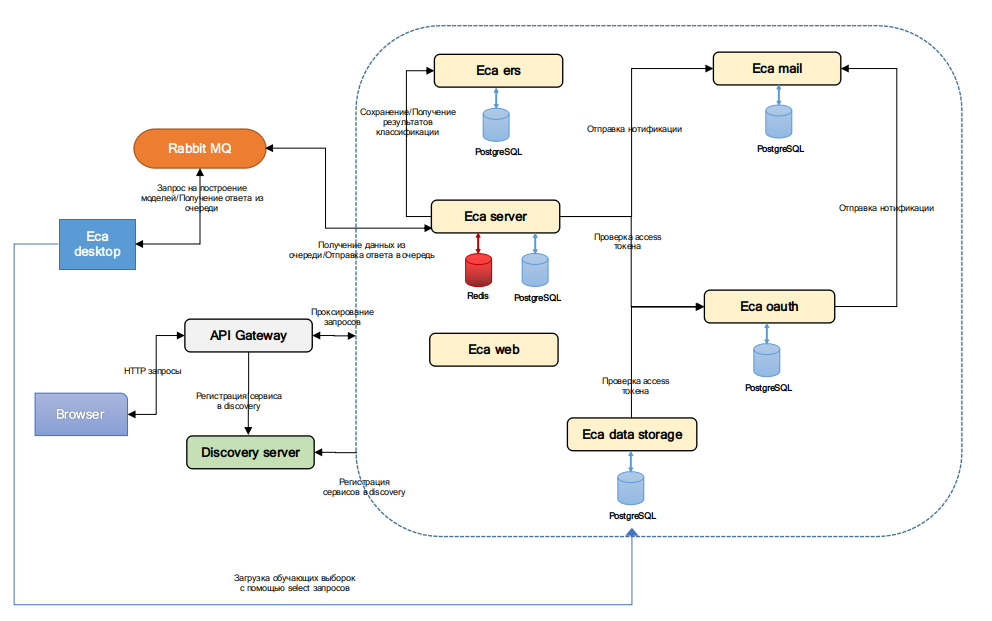 Eca ers
Eca mail
Сохранение/Получение
результатов
классификации
PostgreSQL
PostgreSQL
Отправка нотификации
Rabbit MQ
Запрос на построение
моделей/Получение ответа из
очереди
Eca
desktop
Eca server
Отправка нотификации
Получение данных из
очереди/Отправка ответа в очередь
Проверка access
токена
Redis
PostgreSQL
Проксирование
запросов
API Gateway
Eca oauth
Eca web
HTTP запросы
PostgreSQL
Регистрация сервиса
в discovery
Проверка access
токена
Browser
Eca data storage
Discovery server
Регистрация
сервисов в discovery
PostgreSQL
Загрузка обучающих выборок
с помощью select запросов